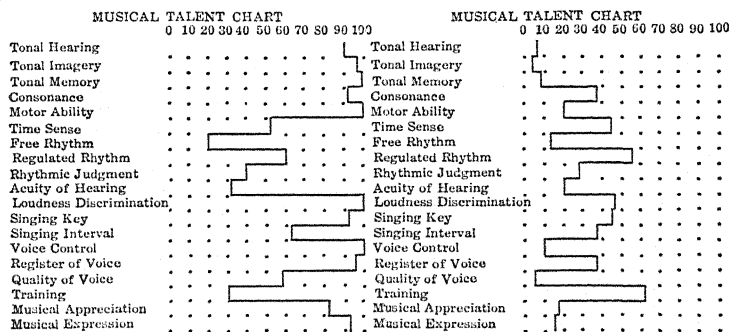 MUSICAL TALENT CHART
0 10 20 30 40 50 60 70 80 90 100
Tonal Hearing
Tonal Imagery
Tonal Memory
Consonance
Motor Ability
Time Sense
Free Rhythm
Regulated Rhythm
Rhythmic Judgment
Acuity of Hearing
Loudness Discrimination
Singing Key
Singing Interval
Voice Control
Register of Voice
Quality of Voice
Training
Musical Appreciation
Musical Expression
MUSICAL TALENT CHART
0 10 20 30 40 50 60 70 80 90 100
Tonal Hearing
Tonal Imagery
Tonal Memory
Consonance
Motor Ability
Time Sense
Free Rhythm
Regulated Rhythm
Rhythmic Judgment
Acuity of Hearing
Loudness Discrimination
Singing Key
Singing Interval
Voice Control
Register of Voice
Quality of Voice
Training
Musical Appreciation
Musical Expression